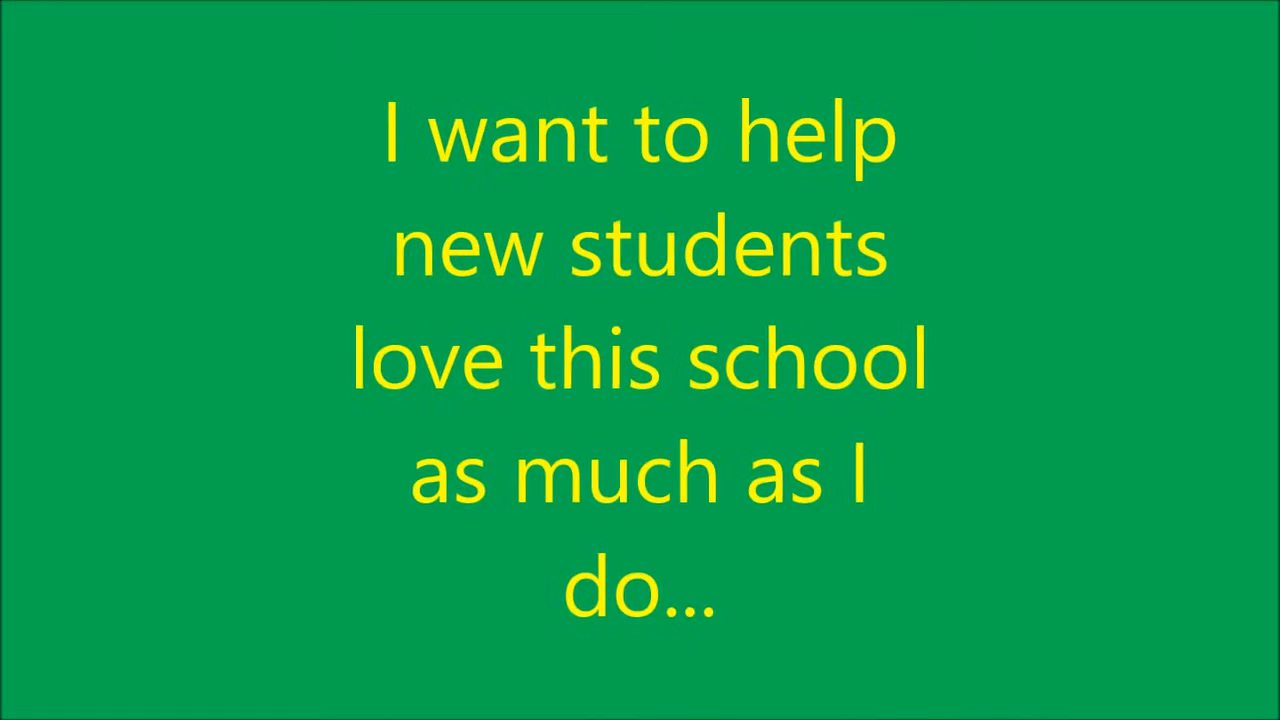 I want to help
new students
love this school
as much as I
do...